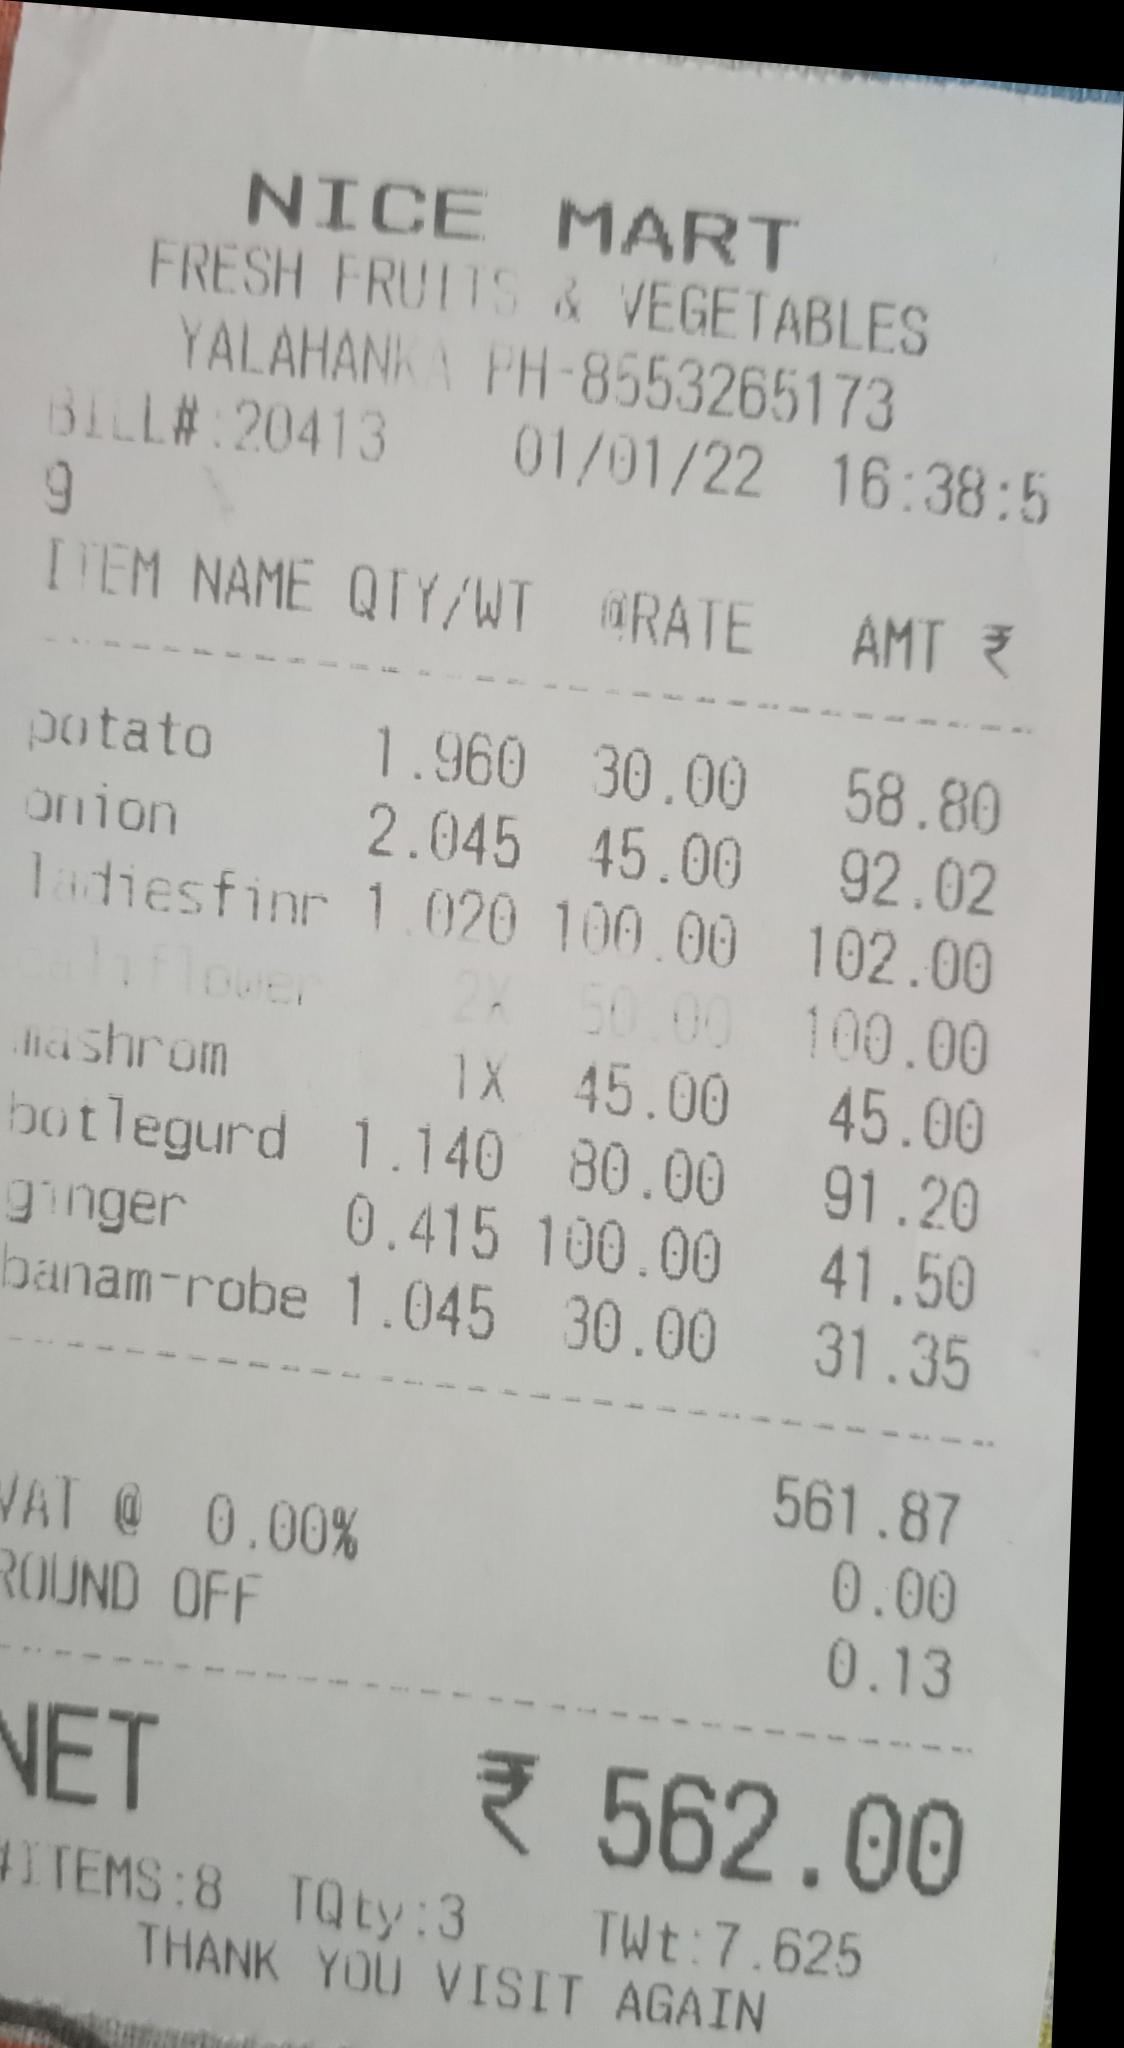 NICE MART
FRESH FRUITS & VEGETABLES
YALAHANKA PH-8553265173
BILL#:20413 01/01/22 16:38:5
9
ITEM NAME QTY/WT @RATE AMT ₹
potato 1.960 30.00 58.80
onion 2.045 45.00 92.02
ladiesfinr 1.020 100.00 102.00
califlower 2X 50.00 100.00
mashrom 1X 45.00 45.00
botlegurd 1.140 80.00 91.20
ginger 0.415 100.00 41.50
banam-robe 1.045 30.00 31.35
561.87
VAT @ 0.00% 0.00
ROUND OFF 0.13
NET ₹ 562.00
#ITEMS:8 TQty:3 TWt:7.625
THANK YOU VISIT AGAIN